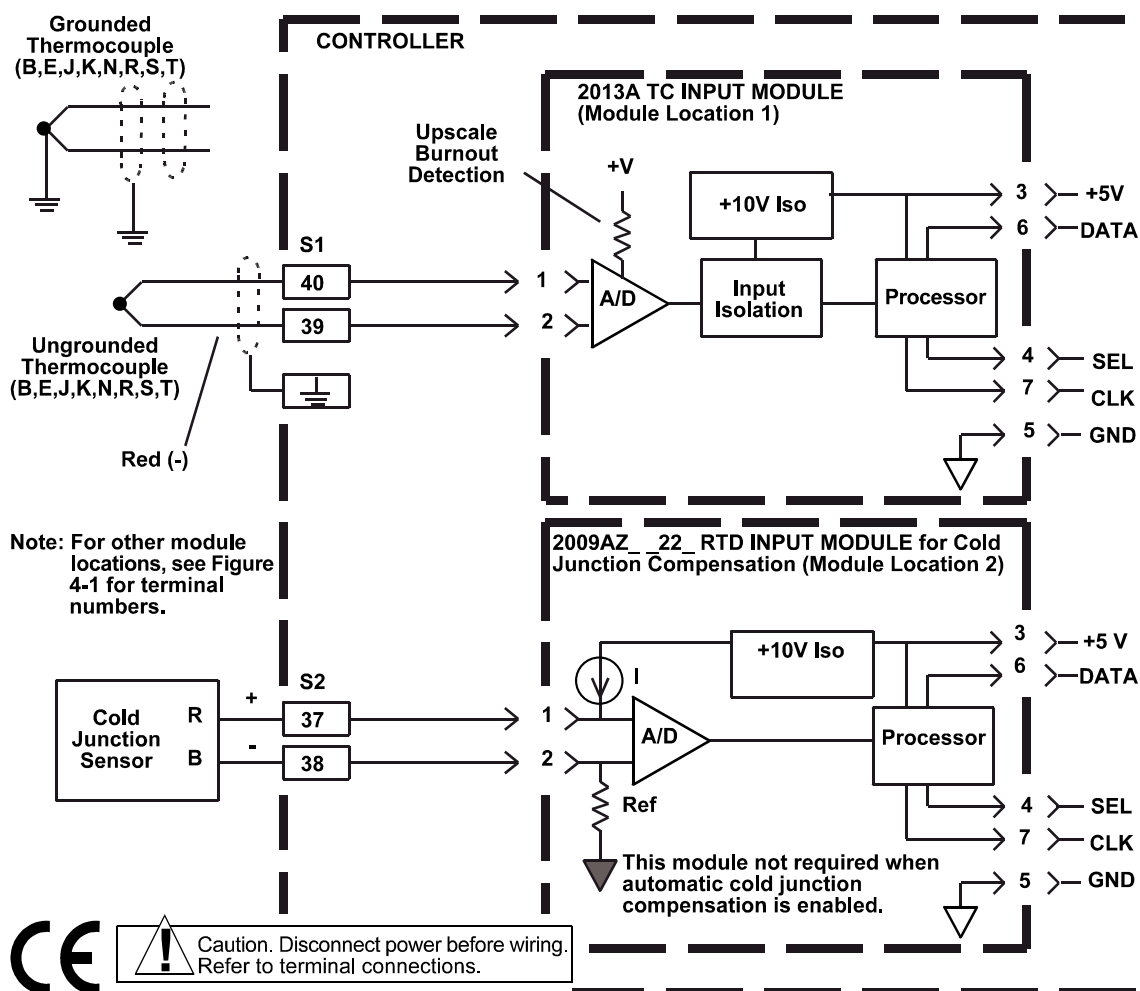 Grounded
Thermocouple
(B,E,J,K,N,R,S,T)
CONTROLLER
2013A TC INPUT MODULE
(Module Location 1)
Upscale
Burnout
Detection
+V
+10V Iso
3
+5V
6
DATA
S1
40
1
A/D
Input
Isolation
Processor
39
2
Ungrounded
Thermocouple
(B,E,J,K,N,R,S,T)
4
SEL
7
CLK
5
GND
Red (-)
Note: For other module
locations, see Figure
4-1 for terminal
numbers.
2009AZ_ _22_ RTD INPUT MODULE for Cold
Junction Compensation (Module Location 2)
+10V Iso
3
+5 V
6
DATA
I
S2
Cold
Junction
Sensor
R
+
37
1
A/D
Processor
B
-
38
2
Ref
4
SEL
7
CLK
5
GND
This module not required when
automatic cold junction
compensation is enabled.
CE
! Caution. Disconnect power before wiring.
Refer to terminal connections.